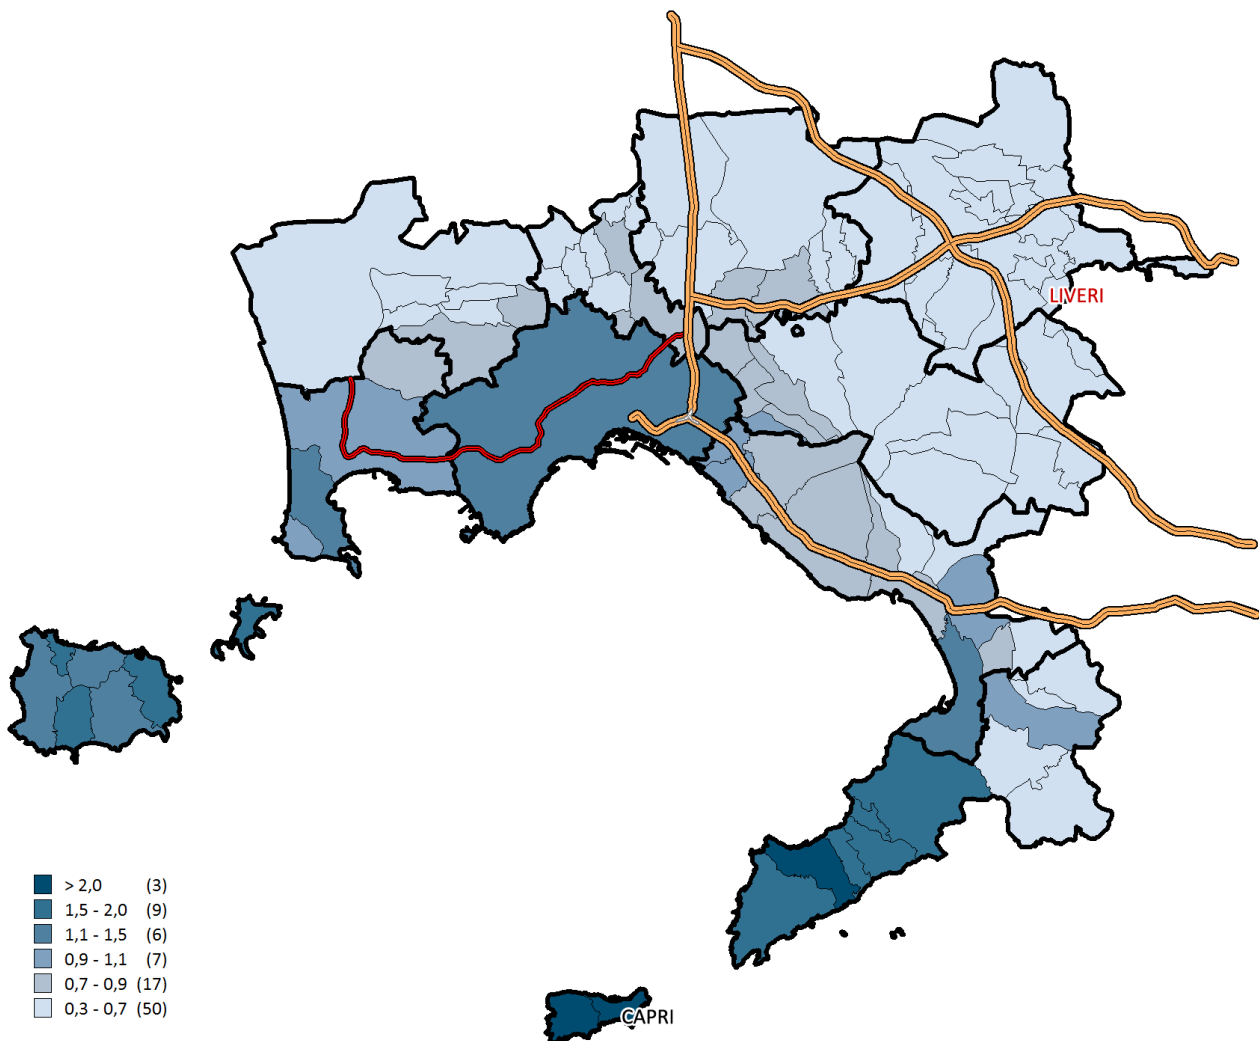 LIVERI
> 2,0 (3)
1,5 - 2,0 (9)
1,1 - 1,5 (6)
0,9 - 1,1 (7)
0,7 - 0,9 (17)
0,3 - 0,7 (50)
CAPRI